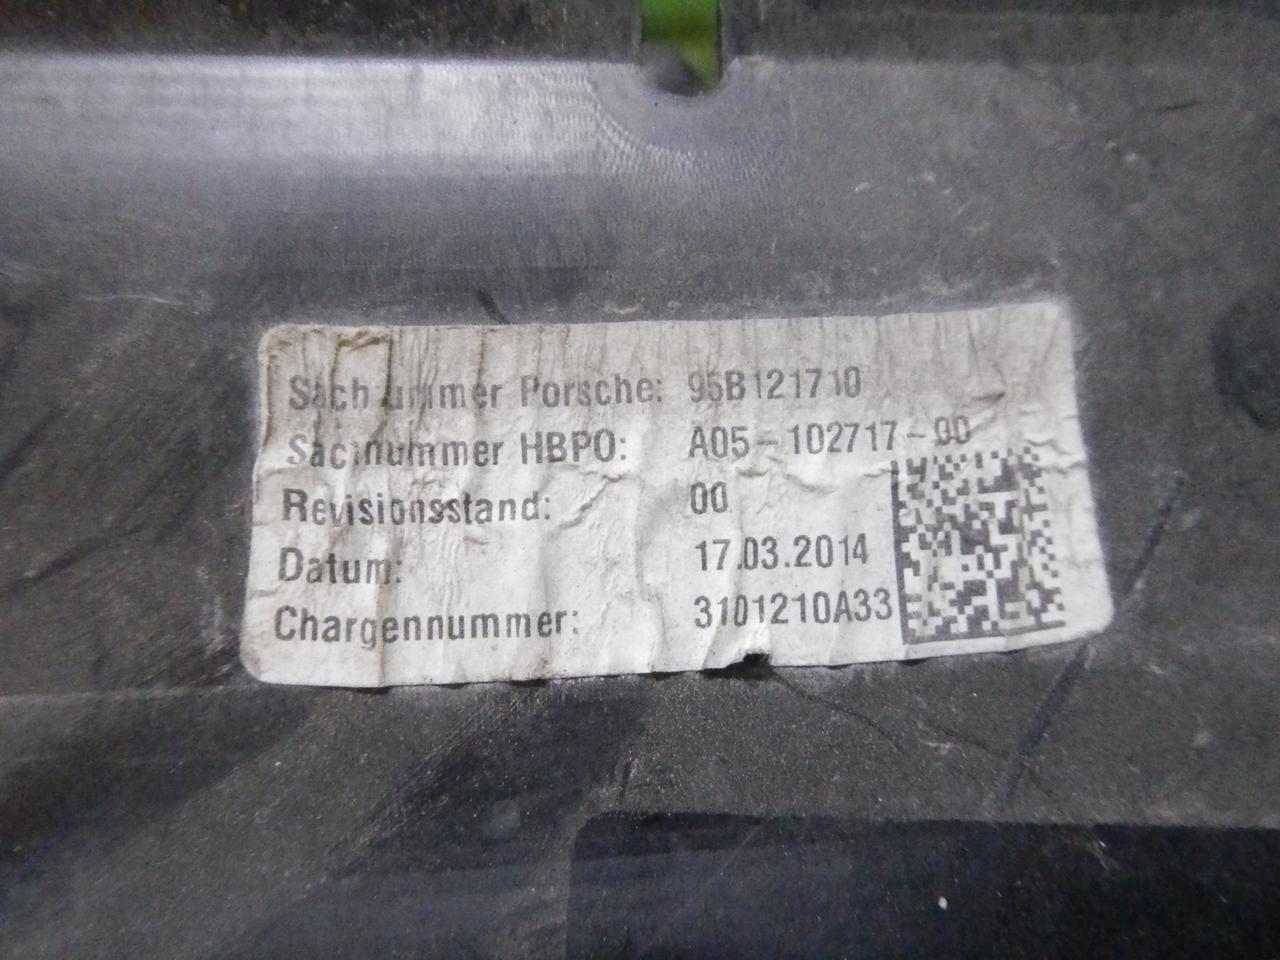 Sachnummer Porsche: 95B121710
Sachnummer HBPO: A05-102717-00
Revisionsstand: 00
Datum: 17.03.2014
Chargennummer: 3101210A33